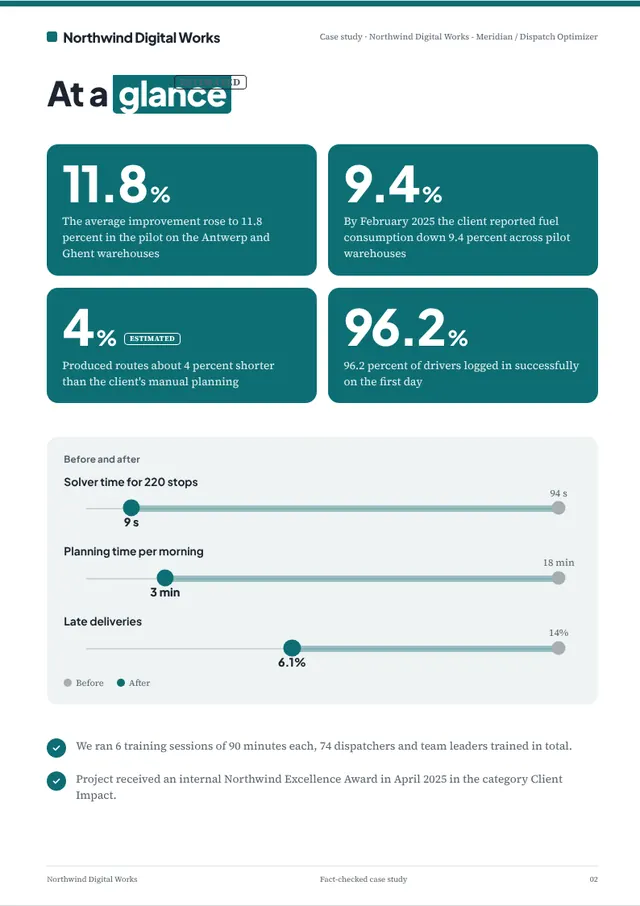 Northwind Digital Works
Case study · Northwind Digital Works - Meridian / Dispatch Optimizer
At a glance
11.8%
The average improvement rose to 11.8
percent in the pilot on the Antwerp and
Ghent warehouses
9.4%
By February 2025 the client reported fuel
consumption down 9.4 percent across pilot
warehouses
4% ESTIMATED
Produced routes about 4 percent shorter
than the client's manual planning
96.2%
96.2 percent of drivers logged in successfully
on the first day
Before and after
Solver time for 220 stops
94 s
9 s
Planning time per morning
18 min
3 min
Late deliveries
14%
6.1%
Before
After
We ran 6 training sessions of 90 minutes each, 74 dispatchers and team leaders trained in total.
Project received an internal Northwind Excellence Award in April 2025 in the category Client
Impact.
Northwind Digital Works
Fact-checked case study
02